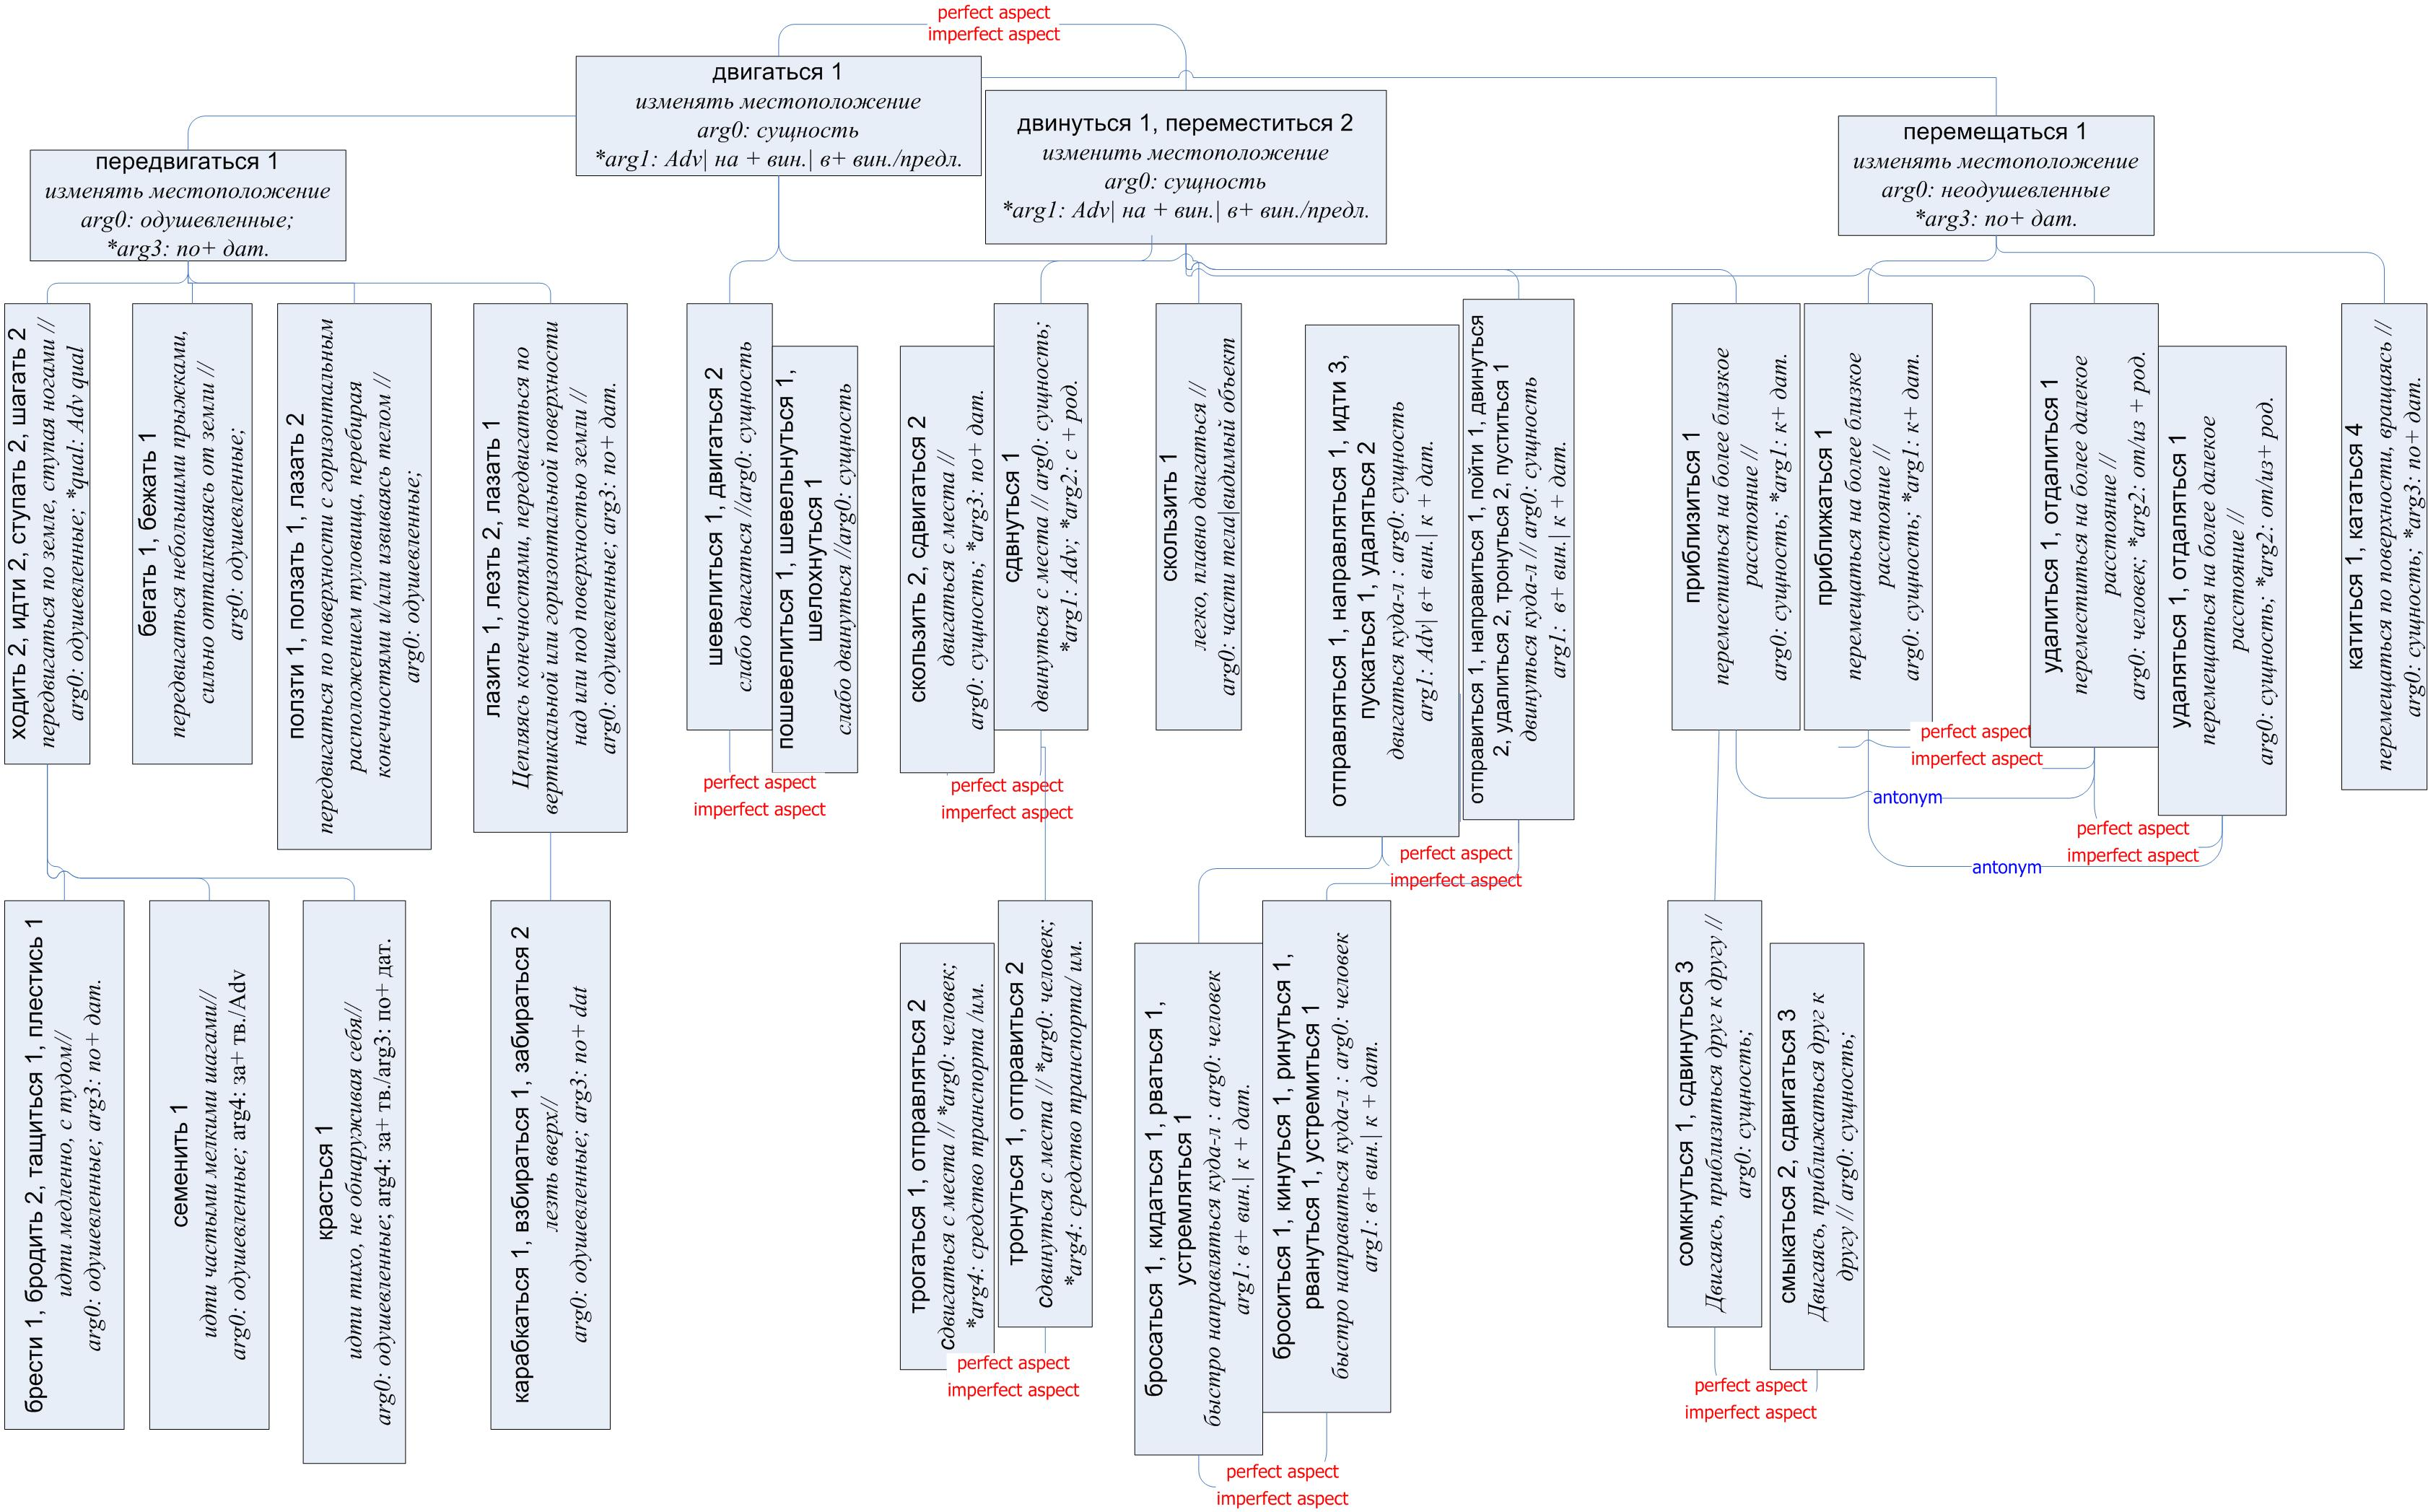 perfect aspect
imperfect aspect
двигаться 1
изменять местоположение
arg0: сущность
*arg1: Adv| на + вин.| в+ вин./предл.
двинуться 1, переместиться 2
изменить местоположение
arg0: сущность
*arg1: Adv| на + вин.| в+ вин./предл.
перемещаться 1
изменять местоположение
arg0: неодушевленные
*arg3: по+ дат.
передвигаться 1
изменять местоположение
arg0: одушевленные;
*arg3: по+ дат.
ходить 2, идти 2, ступать 2, шагать 2
передвигаться по земле, ступая ногами //
arg0: одушевленные; *qual: Adv qual
бегать 1, бежать 1
передвигаться небольшими прыжками,
сильно отталкиваясь от земли //
arg0: одушевленные;
ползти 1, ползать 1, лазать 2
передвигаться по поверхности с горизонтальным
расположением туловища, перебирая
конечностями и/или извиваясь телом //
arg0: одушевленные;
лазить 1, лезть 2, лазать 1
Цепляясь конечностями, передвигаться по
вертикальной или горизонтальной поверхности
над или под поверхностью земли //
arg0: одушевленные; arg3: по+ дат.
шевелиться 1, двигаться 2
слабо двигаться //arg0: сущность
пошевелиться 1, шевельнуться 1,
шелохнуться 1
слабо двинуться //arg0: сущность
perfect aspect
imperfect aspect
скользить 2, сдвигаться 2
двигаться с места //
arg0: сущность; *arg3: по+ дат.
сдвнуться 1
двинуться с места // arg0: сущность;
*arg1: Adv; *arg2: с + род.
perfect aspect
imperfect aspect
скользить 1
легко, плавно двигаться //
arg0: части тела|видимый объект
отправляться 1, направляться 1, идти 3,
пускаться 1, удаляться 2
двигаться куда-л : arg0: сущность
arg1: Adv| в+ вин.| к + дат.
отправиться 1, направиться 1, пойти 1, двинуться
2, удалиться 2, тронуться 2, пуститься 1
двинуться куда-л // arg0: сущность
arg1: в+ вин.| к + дат.
perfect aspect
imperfect aspect
приблизиться 1
переместиться на более близкое
расстояние //
arg0: сущность; *arg1: к+ дат.
приближаться 1
перемещаться на более близкое
расстояние //
arg0: сущность; *arg1: к+ дат.
perfect aspect
imperfect aspect
antonym
удалиться 1, отдалиться 1
переместиться на более далекое
расстояние //
arg0: человек; *arg2: от/из + род.
удаляться 1, отдаляться 1
перемещаться на более далекое
расстояние //
arg0: сущность; *arg2: от/из+ род.
perfect aspect
imperfect aspect
antonym
катиться 1, кататься 4
перемещаться по поверхности, вращаясь //
arg0: сущность; *arg3: по+ дат.
брести 1, бродить 2, тащиться 1, плестись 1
идти медленно, с тудом//
arg0: одушевленные; arg3: по+ дат.
семенить 1
идти частыми мелкими шагами//
arg0: одушевленные; arg4: за+ тв./Adv
красться 1
идти тихо, не обнаруживая себя//
arg0: одушевленные; arg4: за+ тв./arg3: по+ дат.
карабкаться 1, взбираться 1, забираться 2
лезть вверх//
arg0: одушевленные; arg3: по+ dat
трогаться 1, отправляться 2
сдвигаться с места // *arg0: человек;
*arg4: средство транспорта /им.
тронуться 1, отправиться 2
сдвинуться с места // *arg0: человек;
*arg4: средство транспорта/ им.
perfect aspect
imperfect aspect
бросаться 1, кидаться 1, рваться 1,
устремляться 1
быстро направляться куда-л : arg0: человек
arg1: в+ вин.| к + дат.
броситься 1, кинуться 1, ринуться 1,
рвануться 1, устремиться 1
быстро направиться куда-л : arg0: человек
arg1: в+ вин.| к + дат.
perfect aspect
imperfect aspect
сомкнуться 1, сдвинуться 3
Двигаясь, приблизиться друг к другу //
arg0: сущность;
смыкаться 2, сдвигаться 3
Двигаясь, приближаться друг к
другу // arg0: сущность;
perfect aspect
imperfect aspect